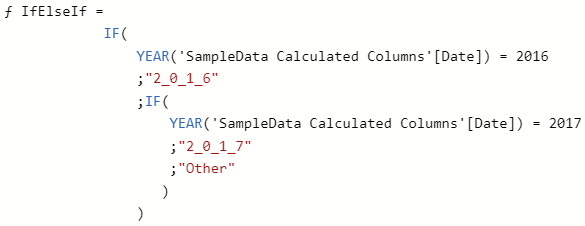 ƒ IfElseIf =
IF(
YEAR('SampleData Calculated Columns'[Date]) = 2016
;"2_0_1_6"
;IF(
YEAR('SampleData Calculated Columns'[Date]) = 2017
;"2_0_1_7"
;"Other"
)
)